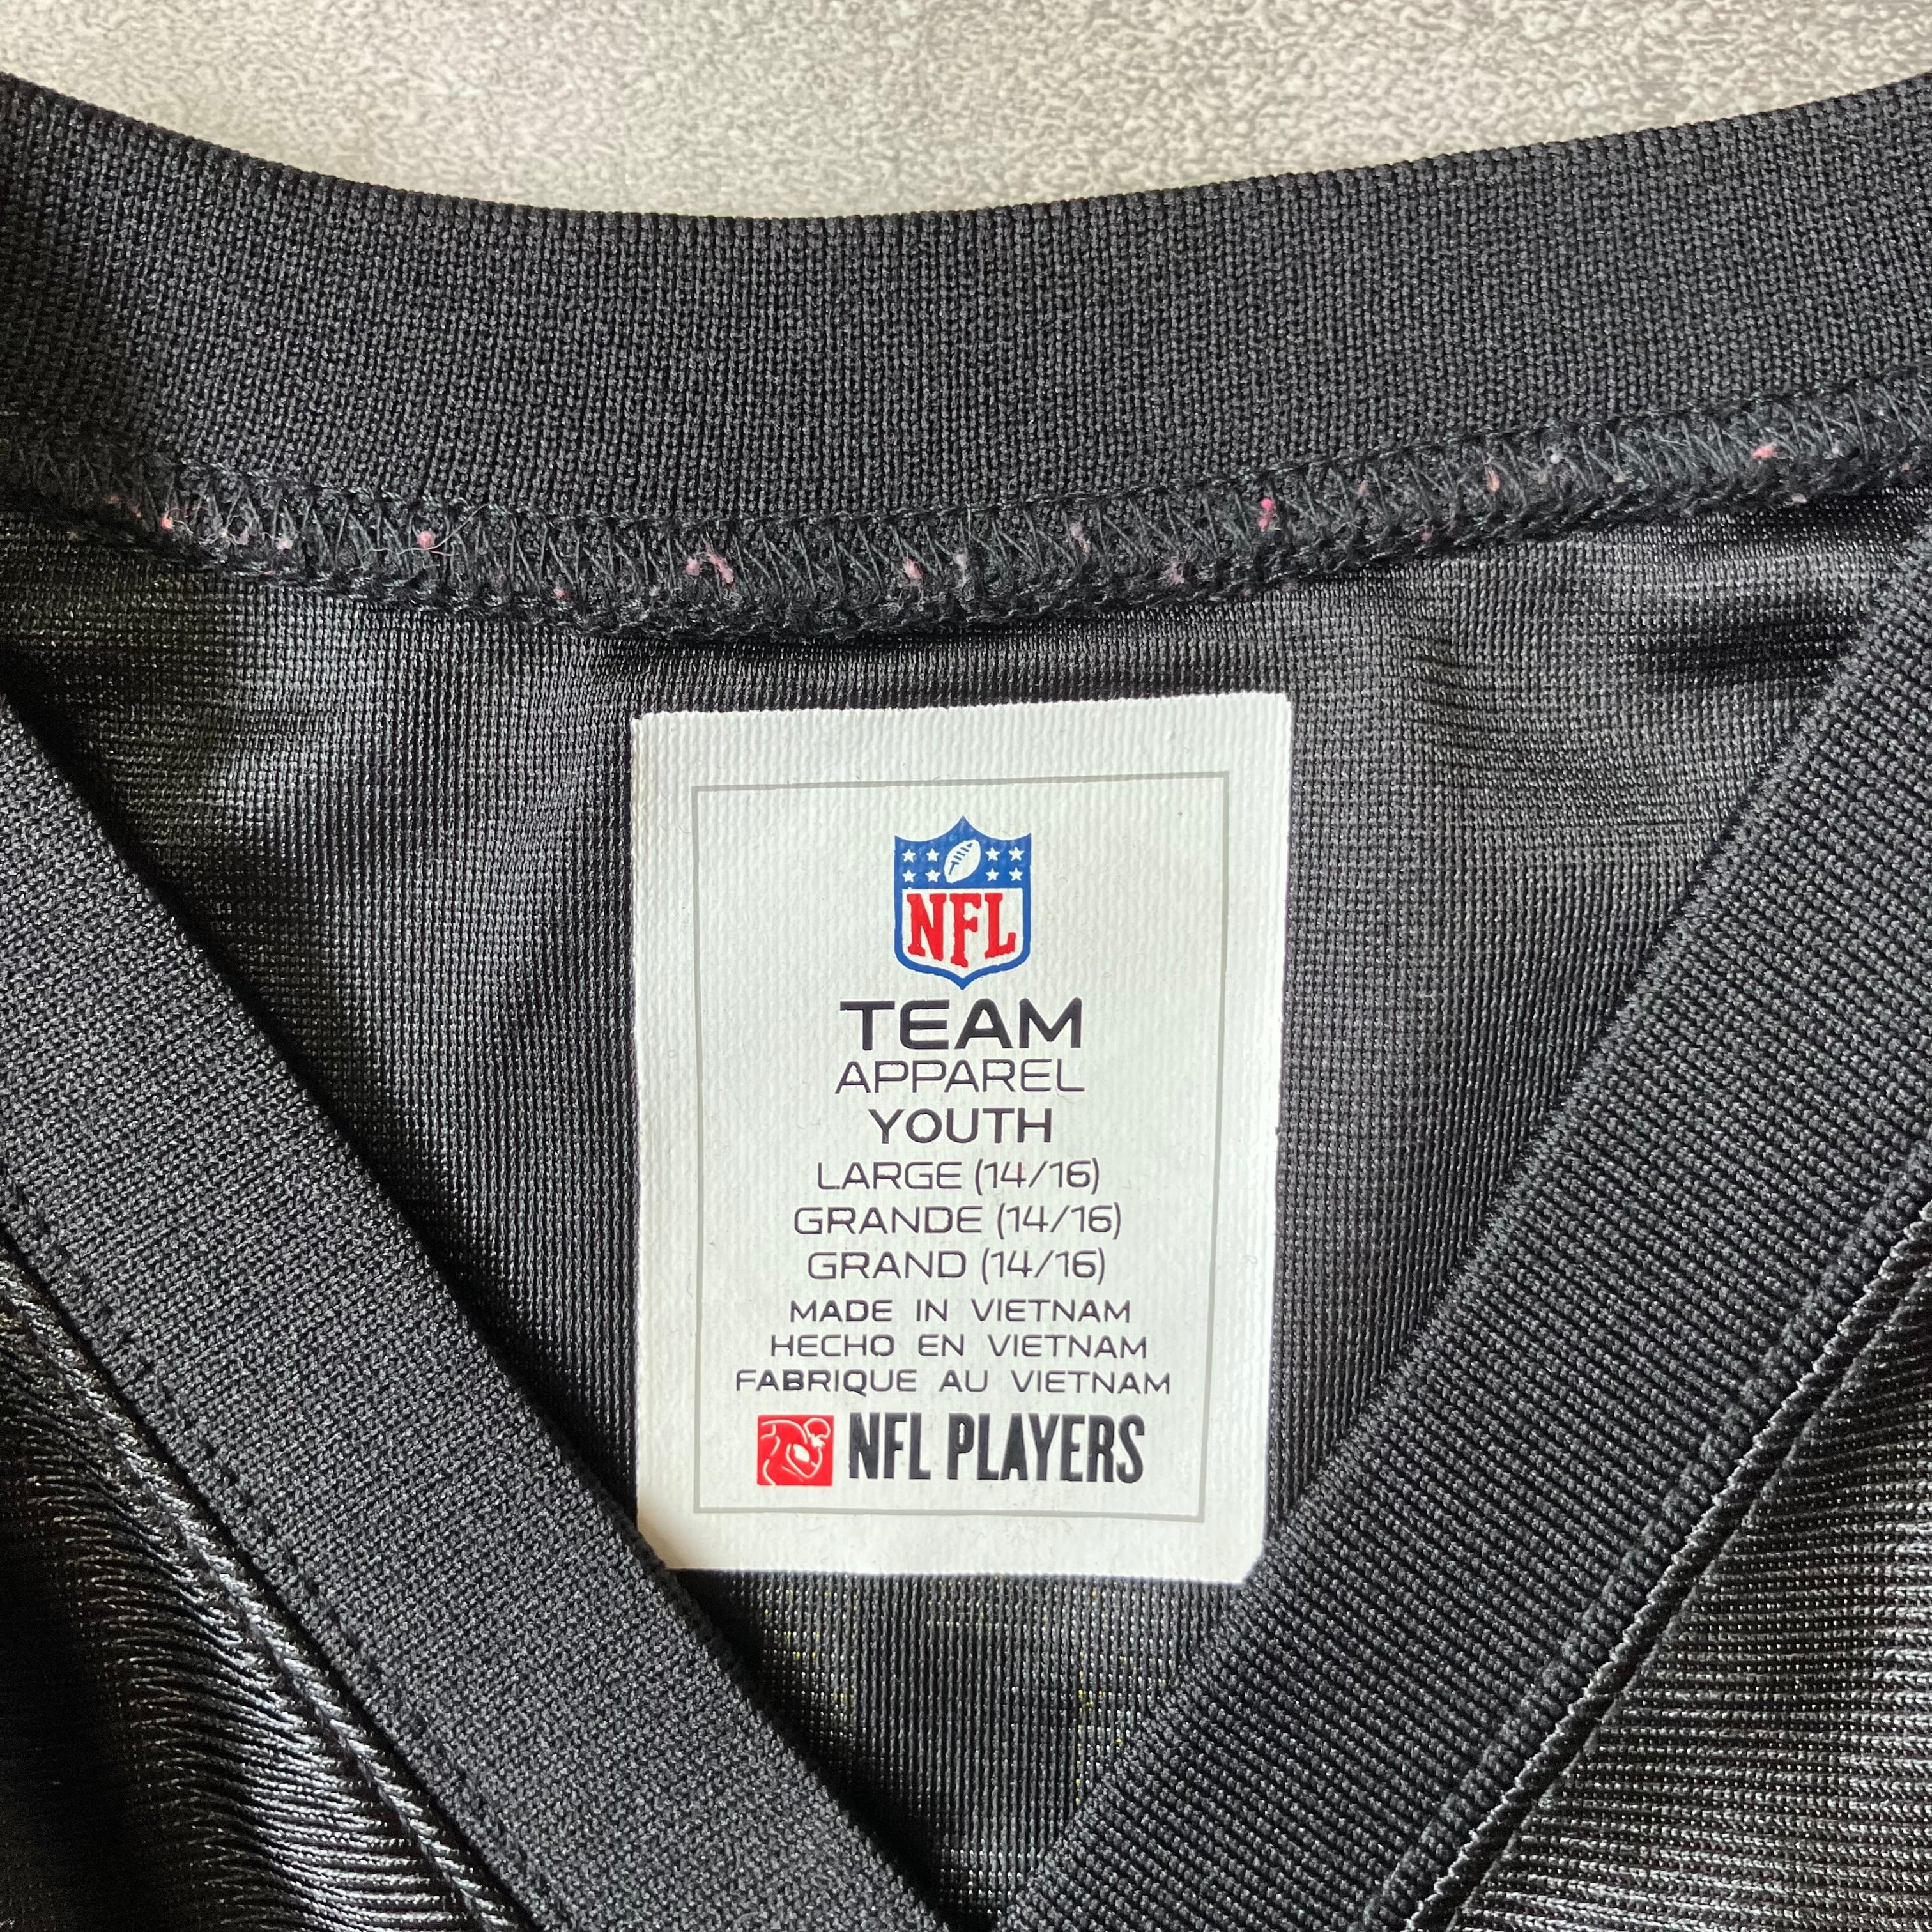 NFL
TEAM
APPAREL
YOUTH
LARGE (14/16)
GRANDE (14/16)
GRAND (14/16)
MADE IN VIETNAM
HECHO EN VIETNAM
FABRIQUE AU VIETNAM
NFL PLAYERS